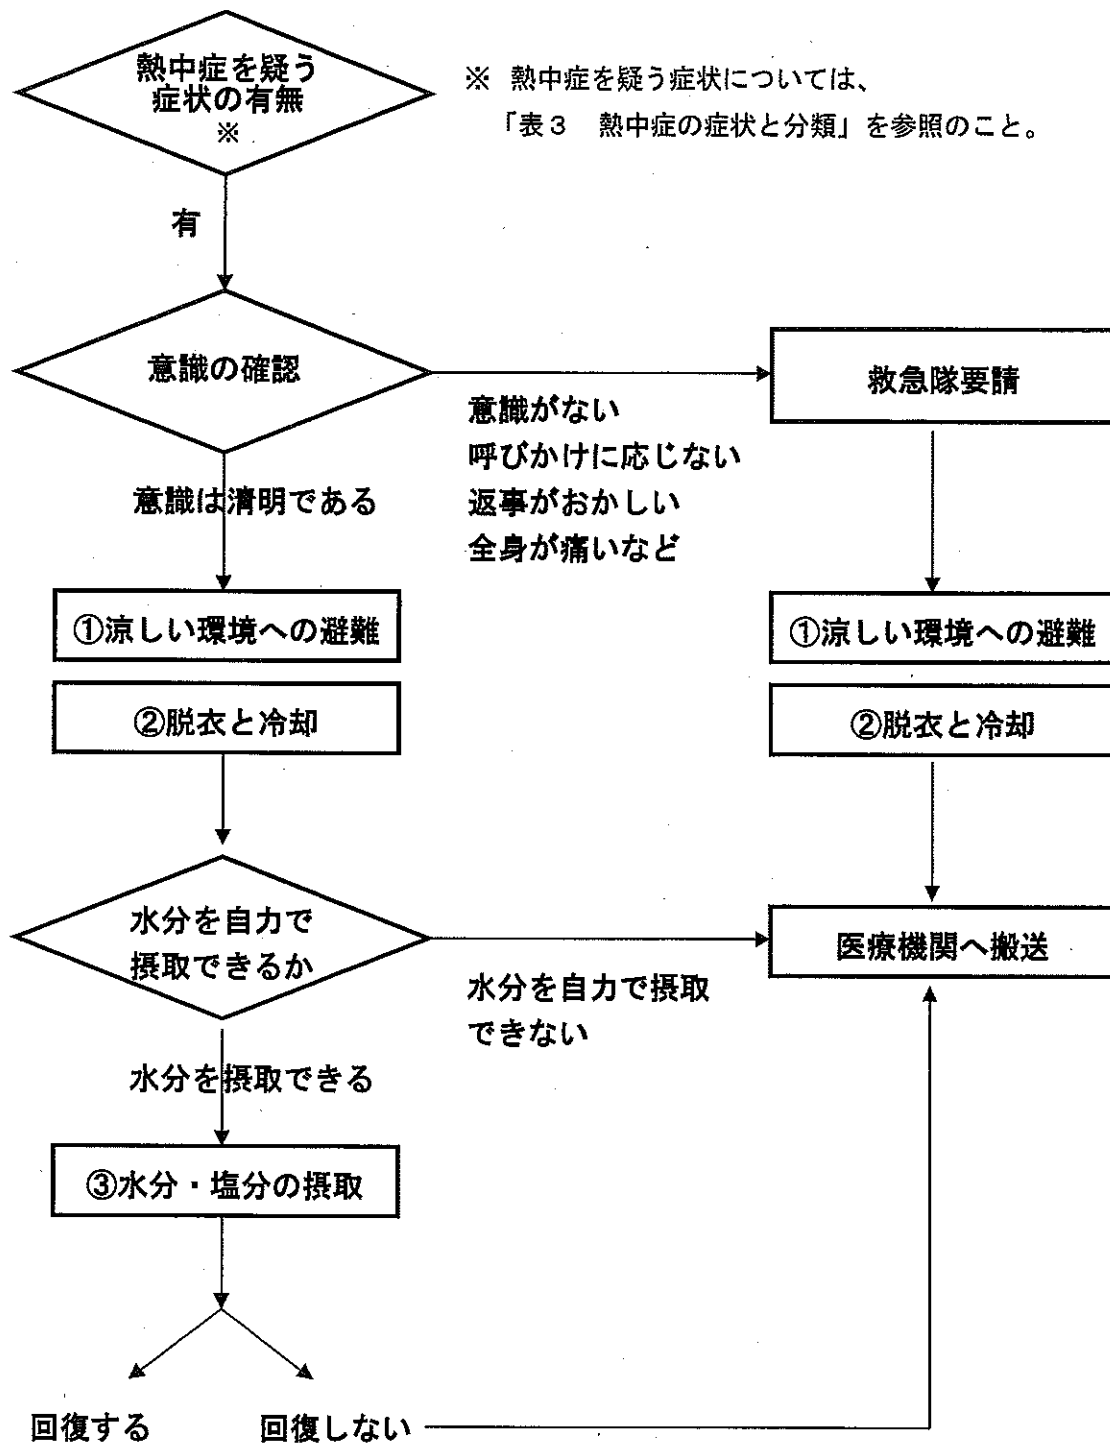 熱中症を疑う
症状の有無
※
※ 熱中症を疑う症状については、
「表３　熱中症の症状と分類」を参照のこと。
有
意識の確認
救急隊要請
意識がない
呼びかけに応じない
返事がおかしい
全身が痛いなど
意識は清明である
①涼しい環境への避難
①涼しい環境への避難
②脱衣と冷却
②脱衣と冷却
水分を自力で
摂取できるか
医療機関へ搬送
水分を自力で摂取
できない
水分を摂取できる
③水分・塩分の摂取
回復する
回復しない